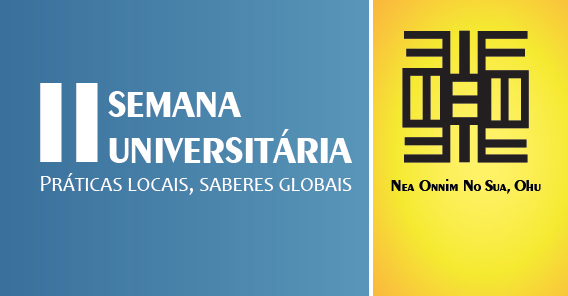 II SEMANA
UNIVERSITÁRIA
PRÁTICAS LOCAIS, SABERES GLOBAIS
NEA ONNIM NO SUA, OHU